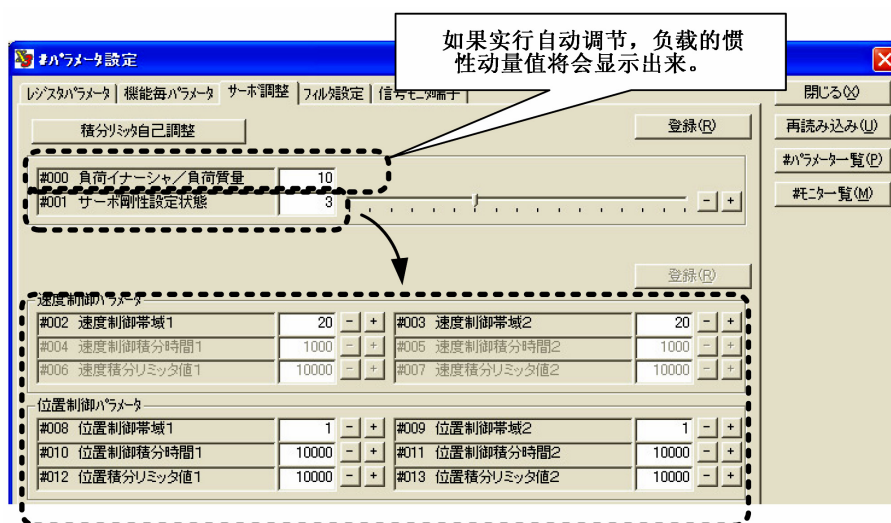 如果实行自动调节，负载的惯
性动量值将会显示出来。
#パラメータ設定
レジスタパラメータ 機能毎パラメータ サーボ調整 フィルタ設定 信号モニタ端子
閉じる(X)
積分リミッタ自己調整 登録(R)
再読み込み(U)
#パラメータ一覧(P)
#000 負荷イナーシャ／負荷質量 10
#001 サーボ剛性設定状態 3 - +
#モニタ一覧(M)
登録(R)
速度制御パラメータ
#002 速度制御帯域1 20 - + #003 速度制御帯域2 20 - +
#004 速度制御積分時間1 1000 - + #005 速度制御積分時間2 1000 - +
#006 速度積分リミッタ値1 10000 - + #007 速度積分リミッタ値2 10000 - +
位置制御パラメータ
#008 位置制御帯域1 1 - + #009 位置制御帯域2 1 - +
#010 位置制御積分時間1 10000 - + #011 位置制御積分時間2 10000 - +
#012 位置積分リミッタ値1 10000 - + #013 位置積分リミッタ値2 10000 - +